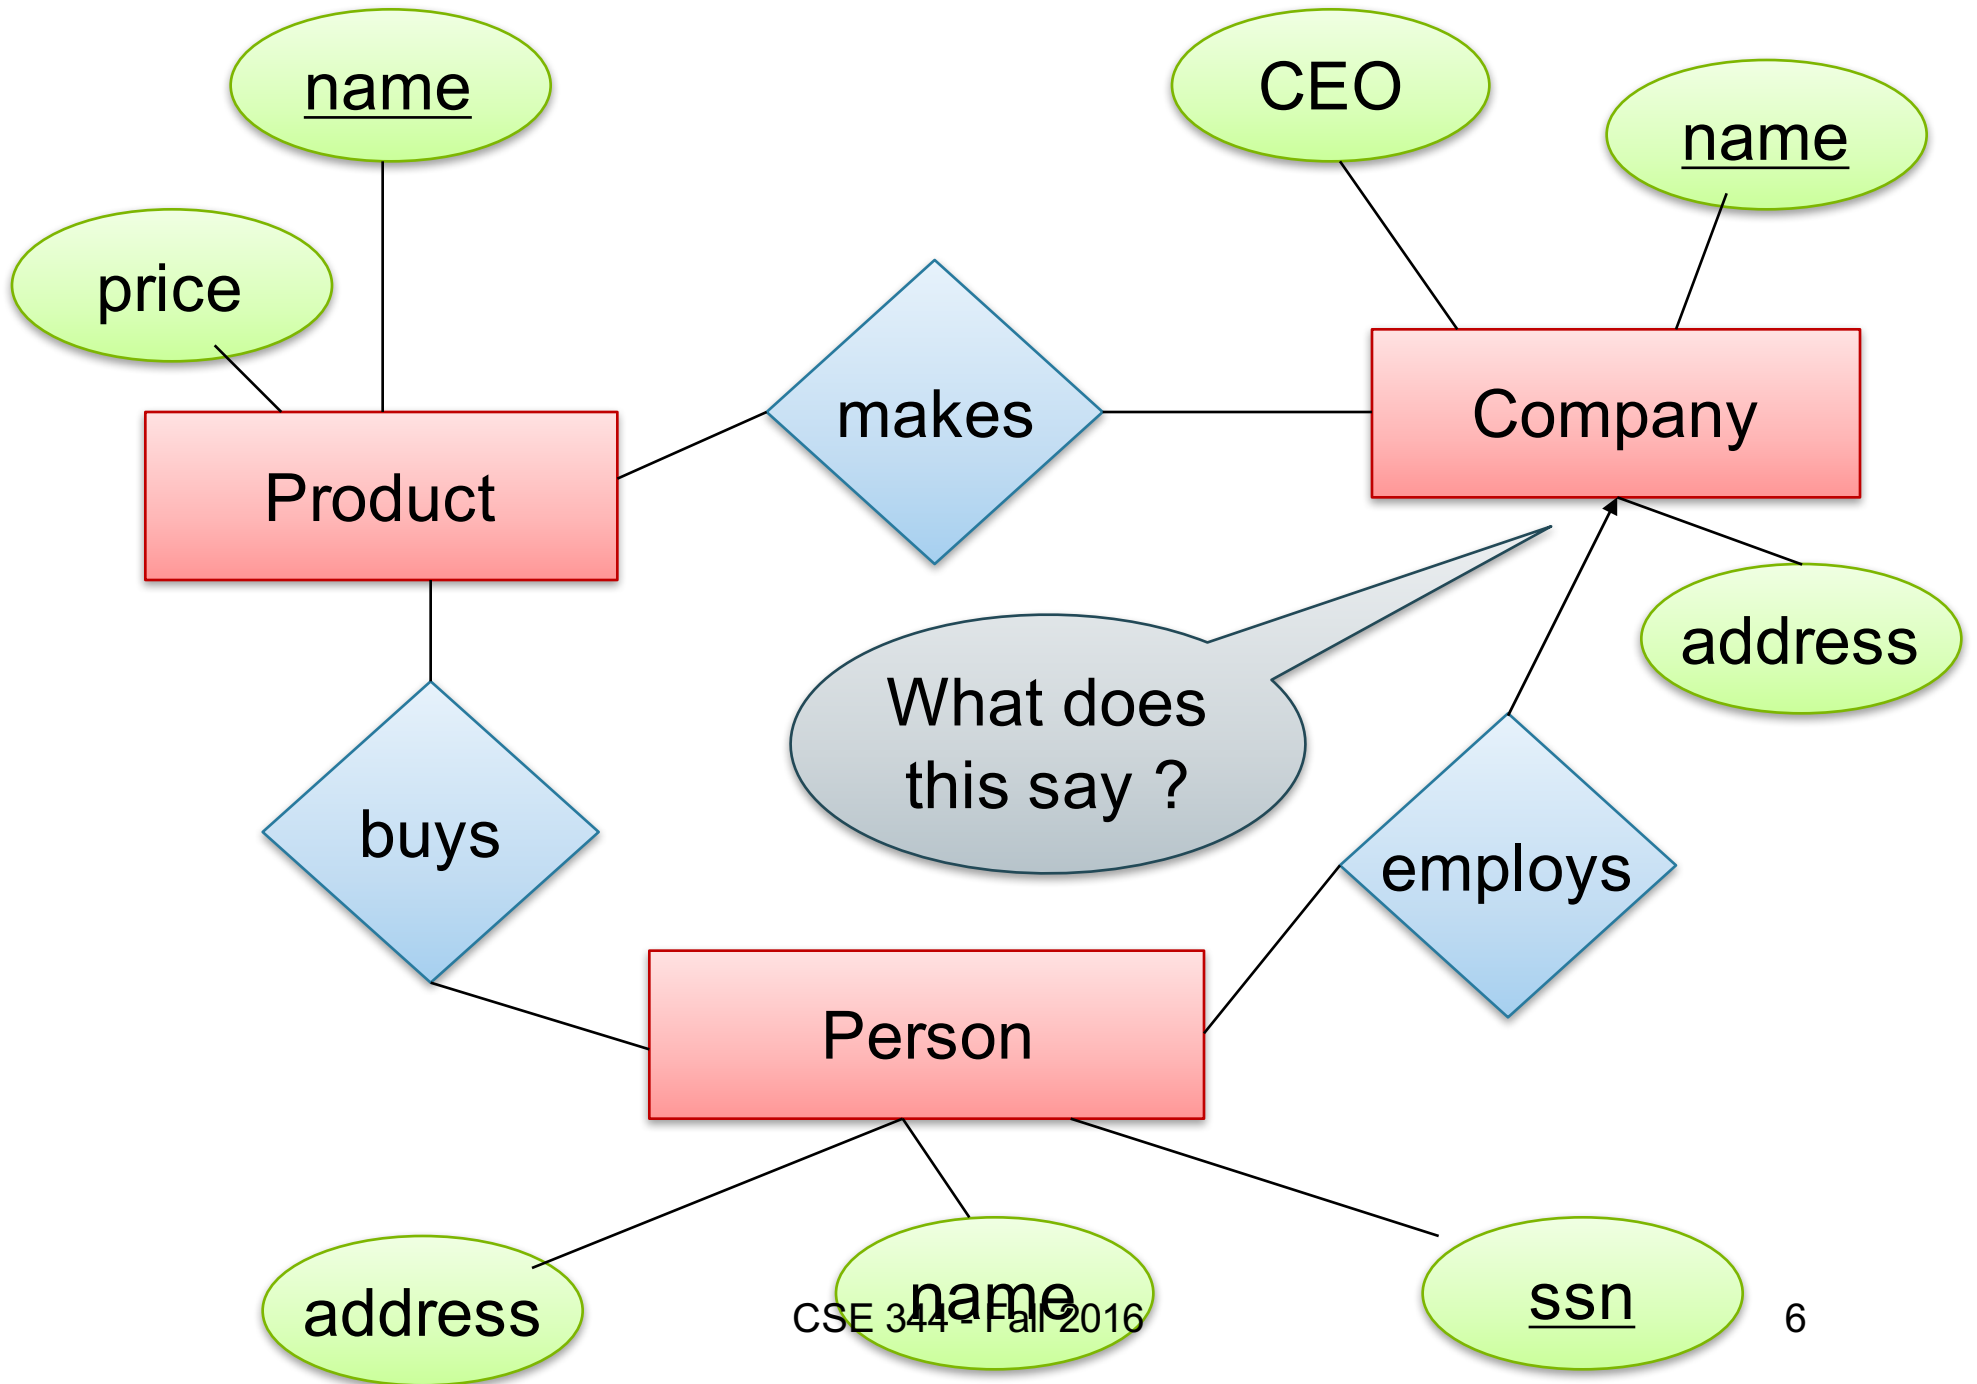 name
CEO
name
price
makes
Company
Product
address
What does
this say ?
buys
employs
Person
address
name
ssn
CSE 344 - Fall 2016
6